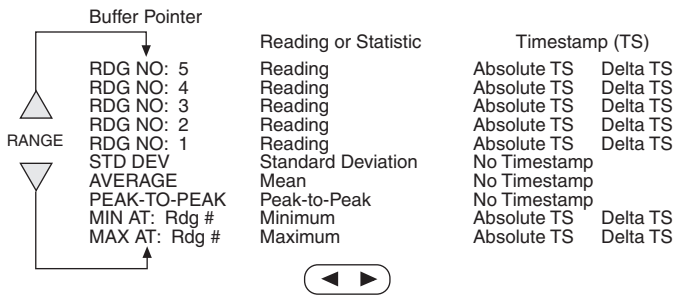 Buffer Pointer
Reading or Statistic Timestamp (TS)
RDG NO: 5 Reading Absolute TS Delta TS
RDG NO: 4 Reading Absolute TS Delta TS
RDG NO: 3 Reading Absolute TS Delta TS
RDG NO: 2 Reading Absolute TS Delta TS
RANGE
RDG NO: 1 Reading Absolute TS Delta TS
STD DEV Standard Deviation No Timestamp
AVERAGE Mean No Timestamp
PEAK-TO-PEAK Peak-to-Peak No Timestamp
MIN AT: Rdg # Minimum Absolute TS Delta TS
MAX AT: Rdg # Maximum Absolute TS Delta TS